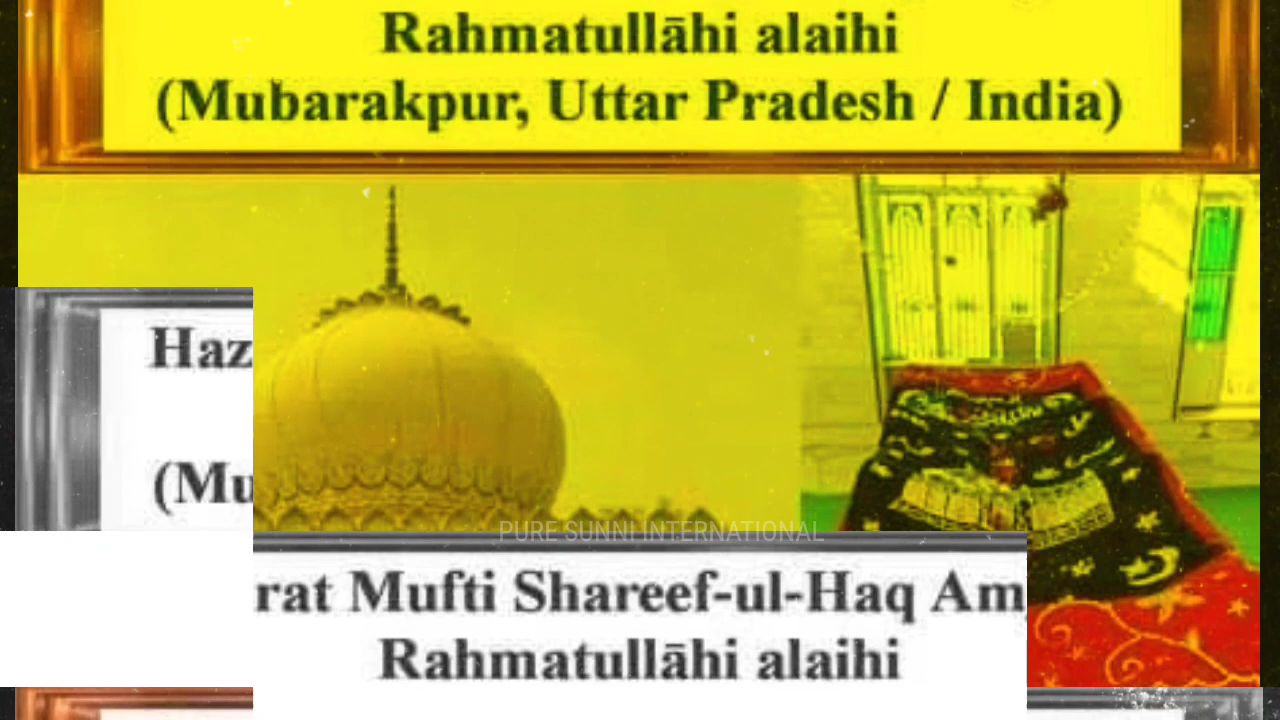 Rahmatullāhi alaihi
(Mubarakpur, Uttar Pradesh / India)
Haz
(Mu
PURE SUNNI INTERNATIONAL
rat Mufti Shareef-ul-Haq Am
Rahmatullāhi alaihi